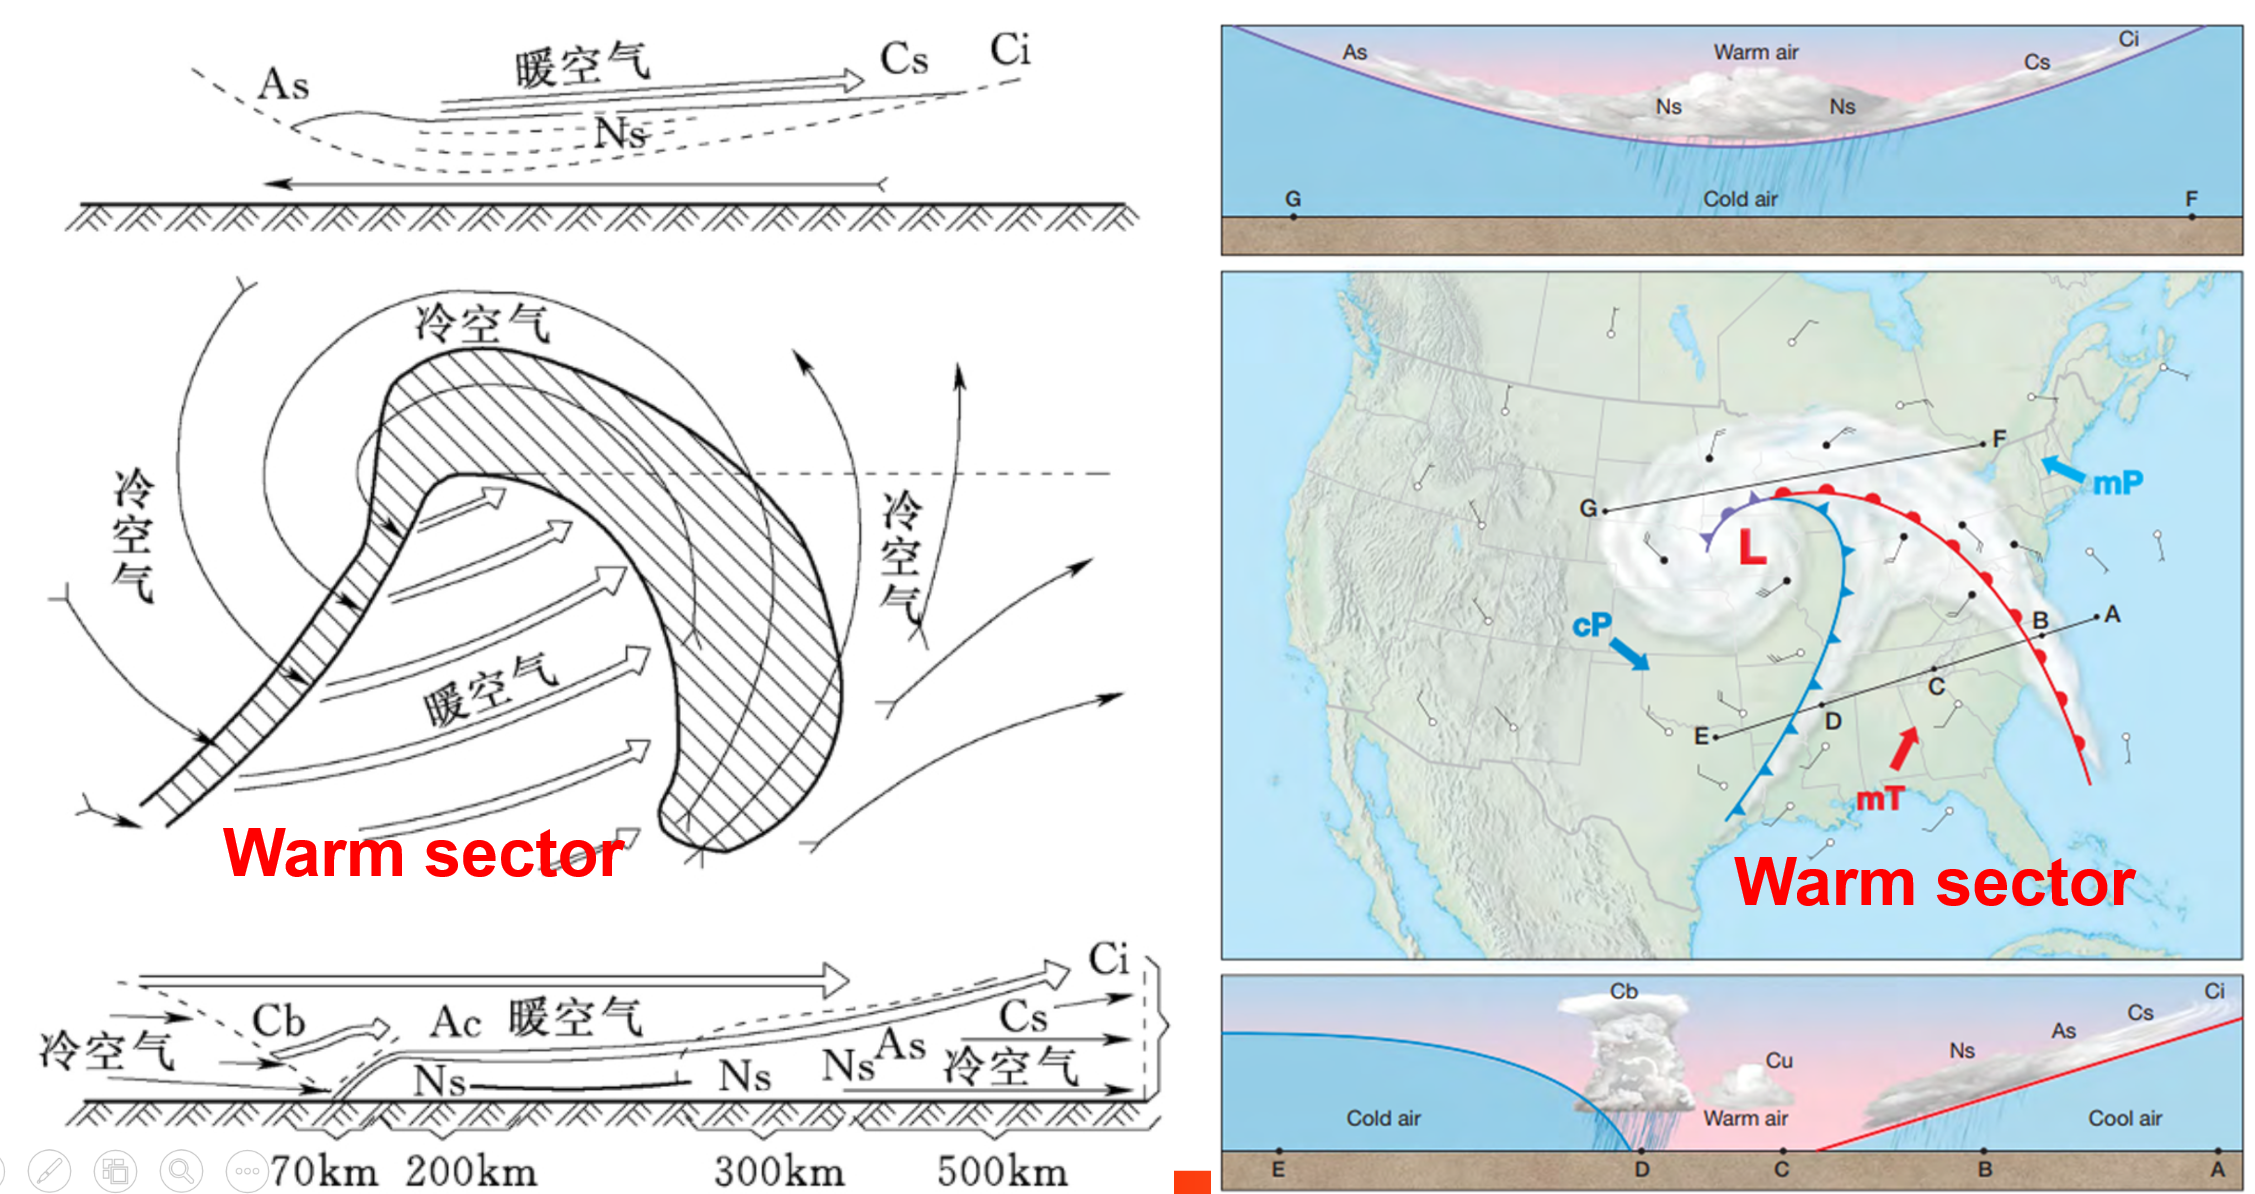 As
暖空气
Cs
Ci
Ns
冷空气
冷空气
冷空气
暖空气
Warm sector
Ci
Cb
Ac
暖空气
Cs
冷空气
Ns
Ns
Ns
As
冷空气
70km
200km
300km
500km
As
Warm air
Ci
Cs
Ns
Ns
Cold air
G
F
F
mP
G
L
cP
B
A
C
D
E
mT
Warm sector
Cb
Ci
Cs
As
Ns
Cu
Cold air
Warm air
Cool air
E
D
C
B
A